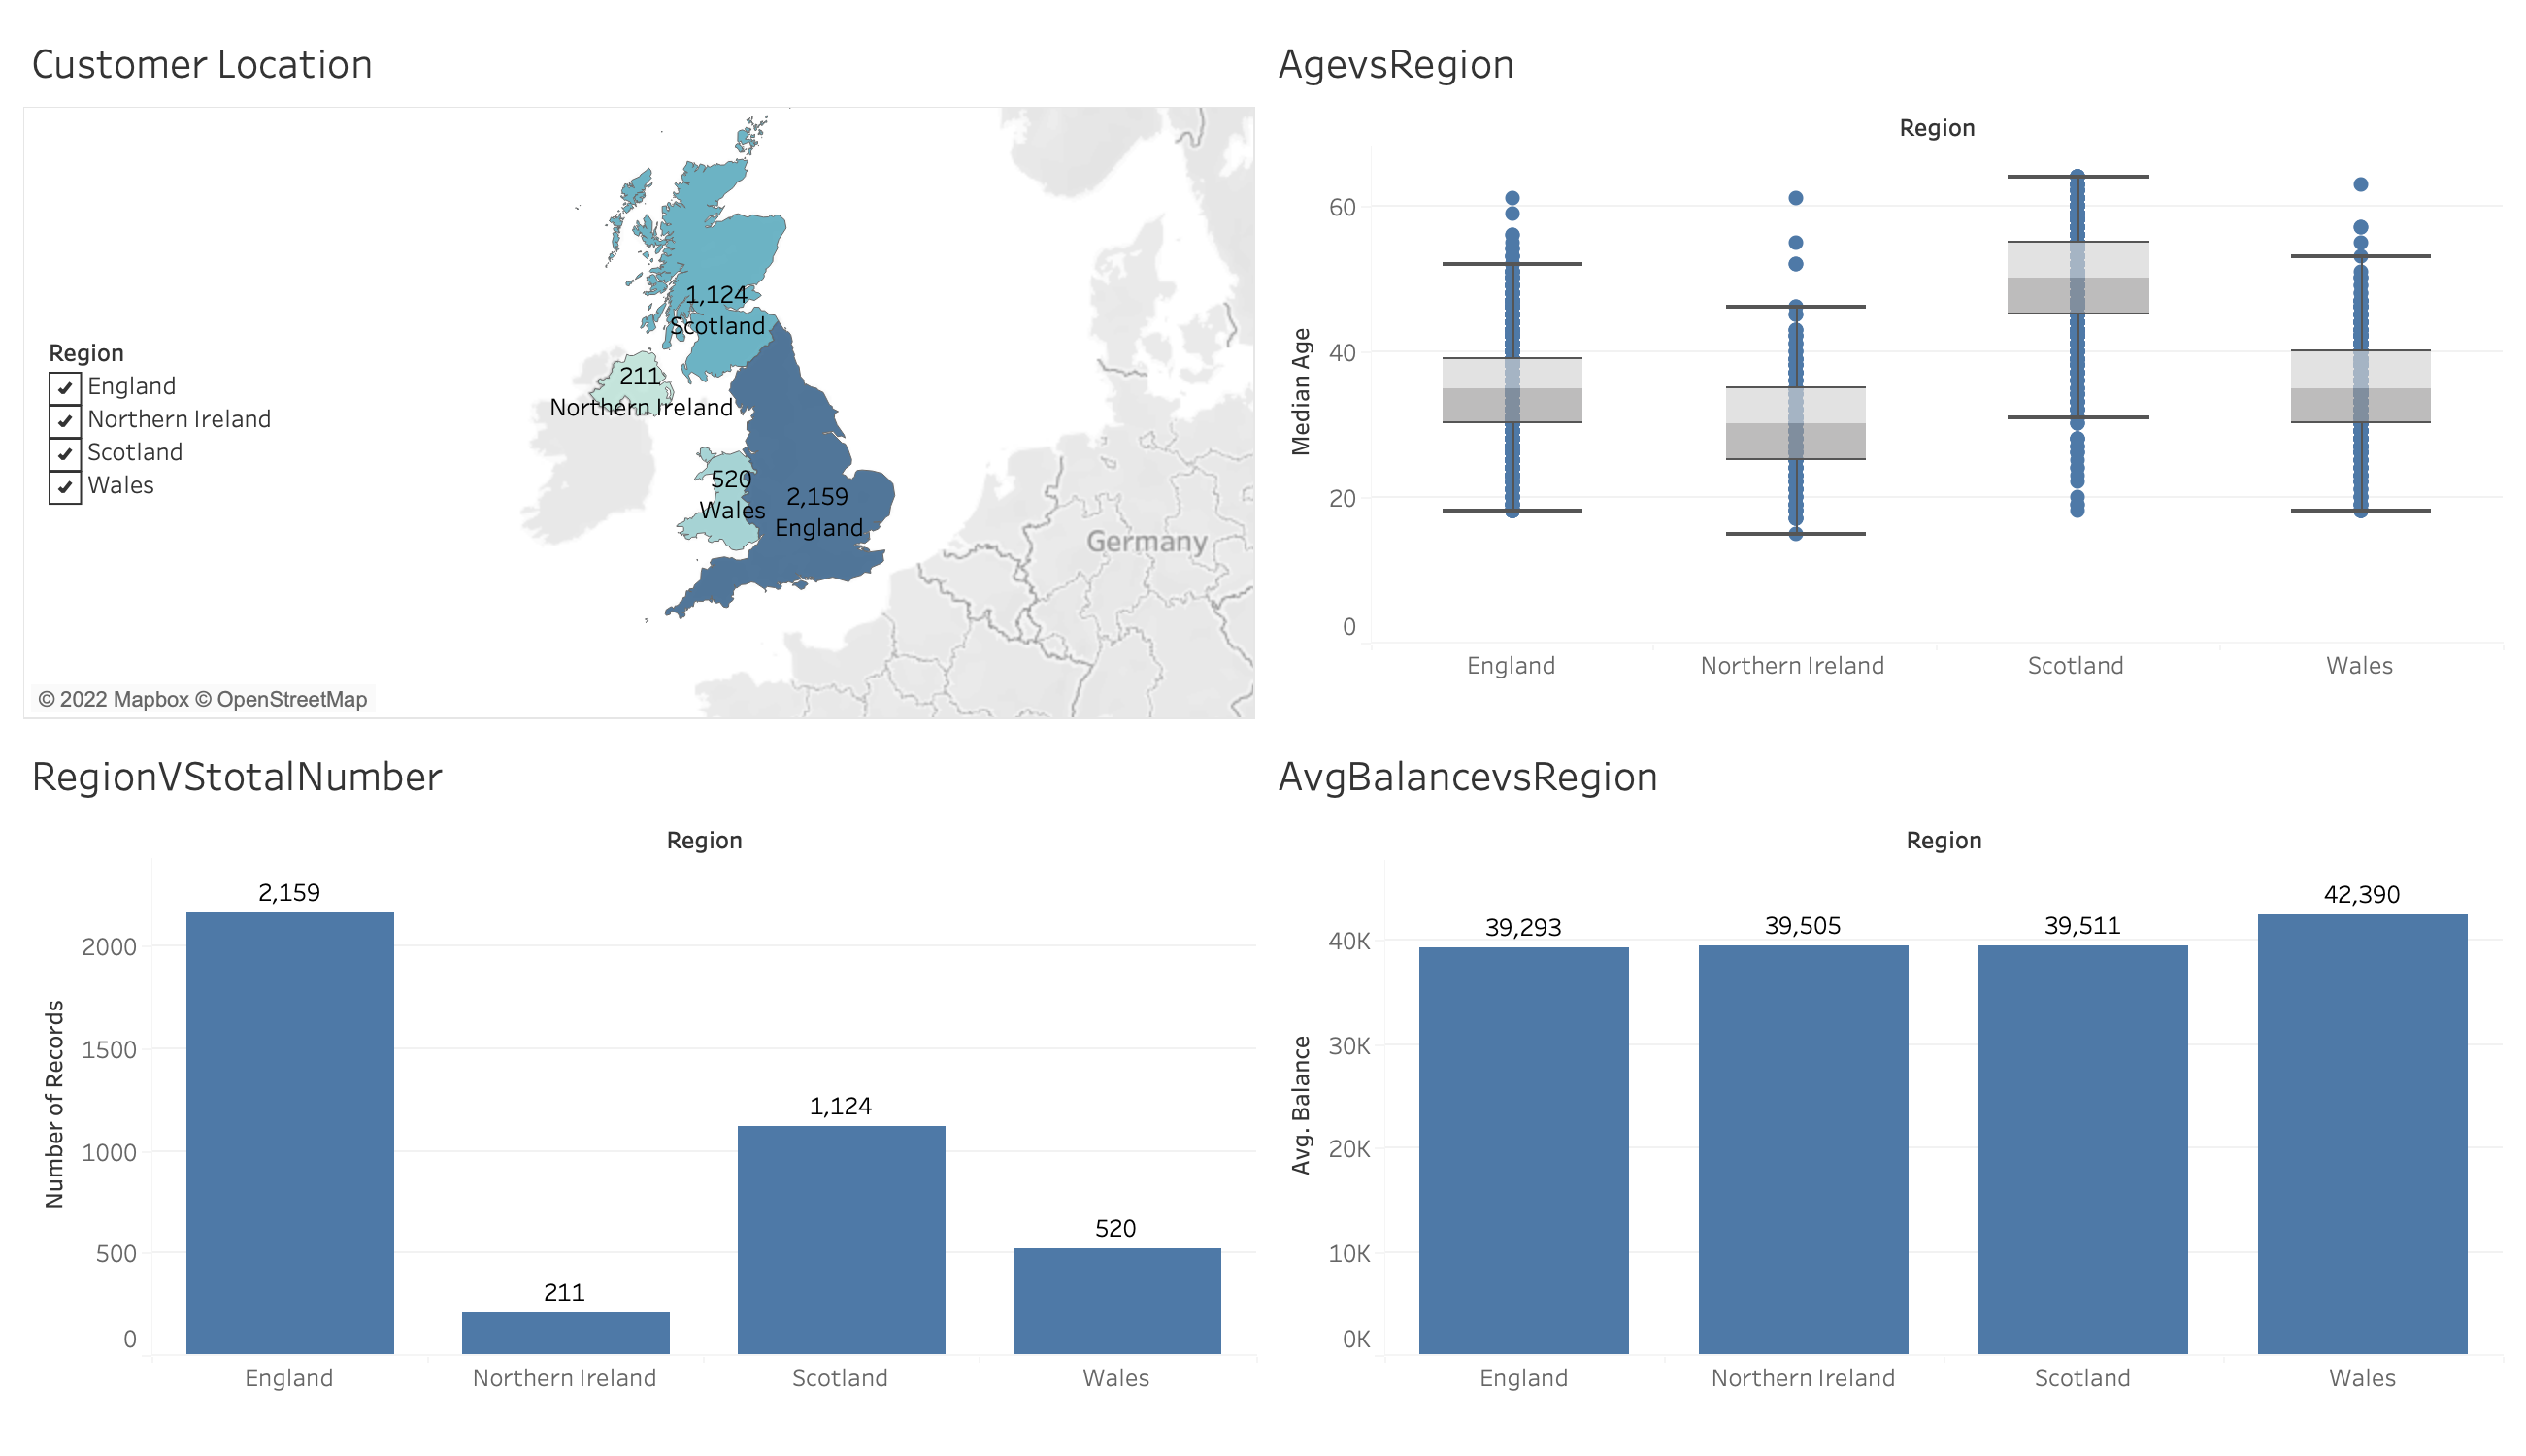 Customer Location
1,124
Scotland
Region
England
Northern Ireland
Scotland
Wales
211
Northern Ireland
520
Wales
2,159
England
Germany
© 2022 Mapbox © OpenStreetMap
AgevsRegion
Region
Median Age
60
40
20
0
England
Northern Ireland
Scotland
Wales
RegionVStotalNumber
Region
Number of Records
2000
1500
1000
500
0
2,159
211
1,124
520
England
Northern Ireland
Scotland
Wales
AvgBalancevsRegion
Region
Avg. Balance
40K
30K
20K
10K
0K
39,293
39,505
39,511
42,390
England
Northern Ireland
Scotland
Wales